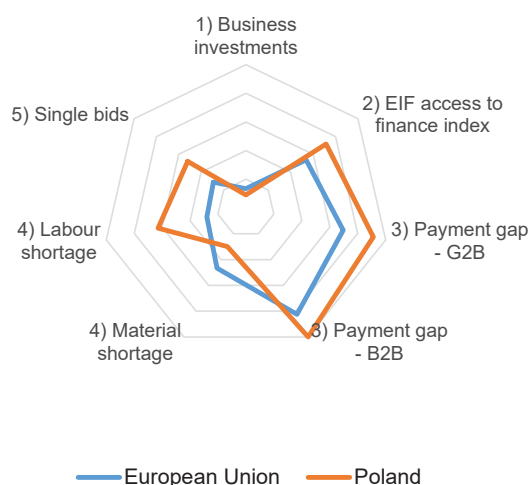 1) Business
investments
2) EIF access to
finance index
3) Payment gap
- G2B
3) Payment gap
- B2B
4) Material
shortage
4) Labour
shortage
5) Single bids
European Union
Poland